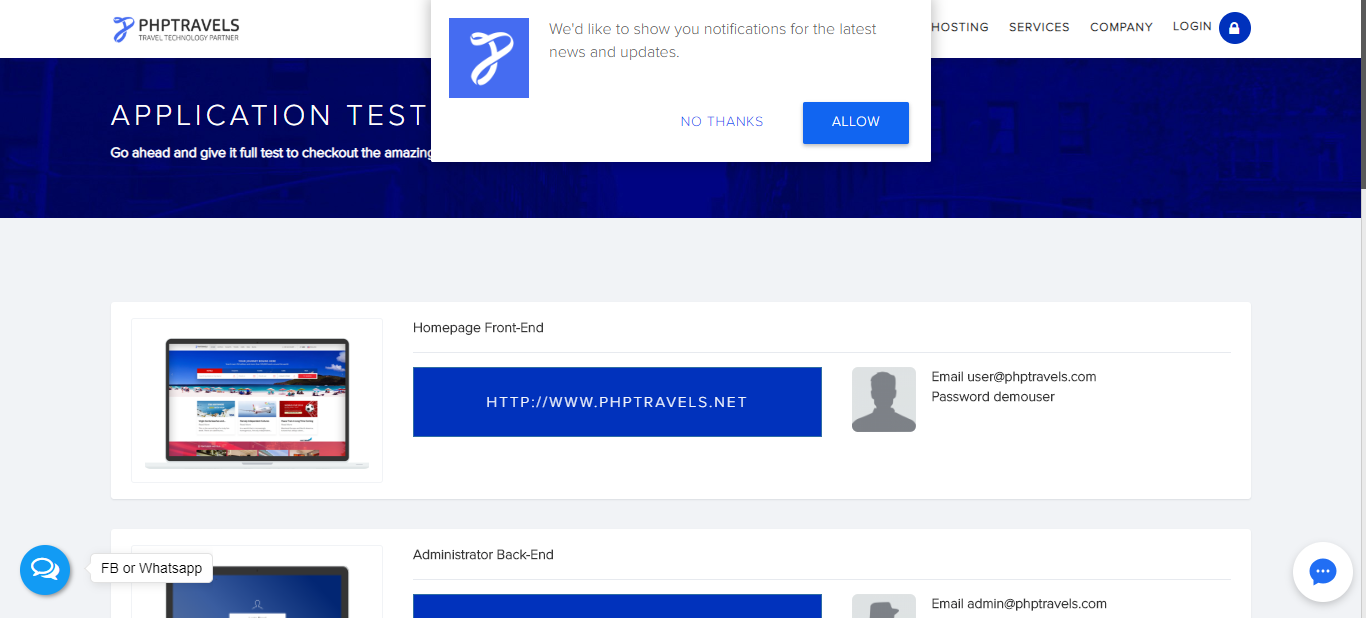 PHPTRAVELS
TRAVEL TECHNOLOGY PARTNER
We'd like to show you notifications for the latest
news and updates.
NO THANKS
ALLOW
HOSTING
SERVICES
COMPANY
LOGIN
APPLICATION TEST
Go ahead and give it full test to checkout the amazing
Homepage Front-End
HTTP://WWW.PHPTRAVELS.NET
Email user@phptravels.com
Password demouser
Administrator Back-End
Email admin@phptravels.com
FB or Whatsapp